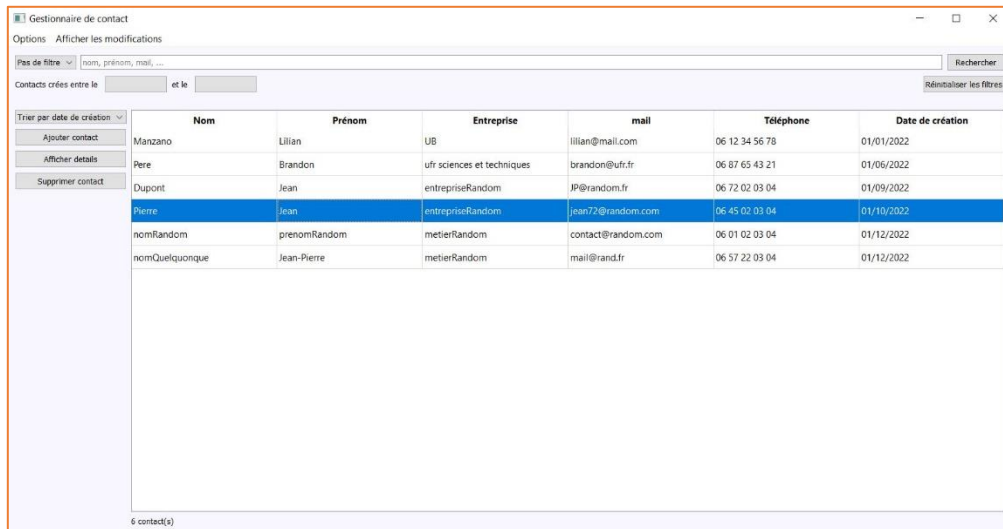 Gestionnaire de contact
Options Afficher les modifications
Pas de filtre nom, prénom, mail, ... Rechercher
Contacts crées entre le et le Réinitialiser les filtres
Trier par date de création
Ajouter contact
Afficher details
Supprimer contact
Nom Prénom Entreprise mail Téléphone Date de création
Manzano Lilian UB lilian@mail.com 06 12 34 56 78 01/01/2022
Pere Brandon ufr sciences et techniques brandon@ufr.fr 06 87 65 43 21 01/06/2022
Dupont Jean entrepriseRandom JP@random.fr 06 72 02 03 04 01/09/2022
Pierre Jean entrepriseRandom jean72@random.com 06 45 02 03 04 01/10/2022
nomRandom prenomRandom metierRandom contact@random.com 06 01 02 03 04 01/12/2022
nomQuelquonque Jean-Pierre metierRandom mail@rand.fr 06 57 22 03 04 01/12/2022
6 contact(s)